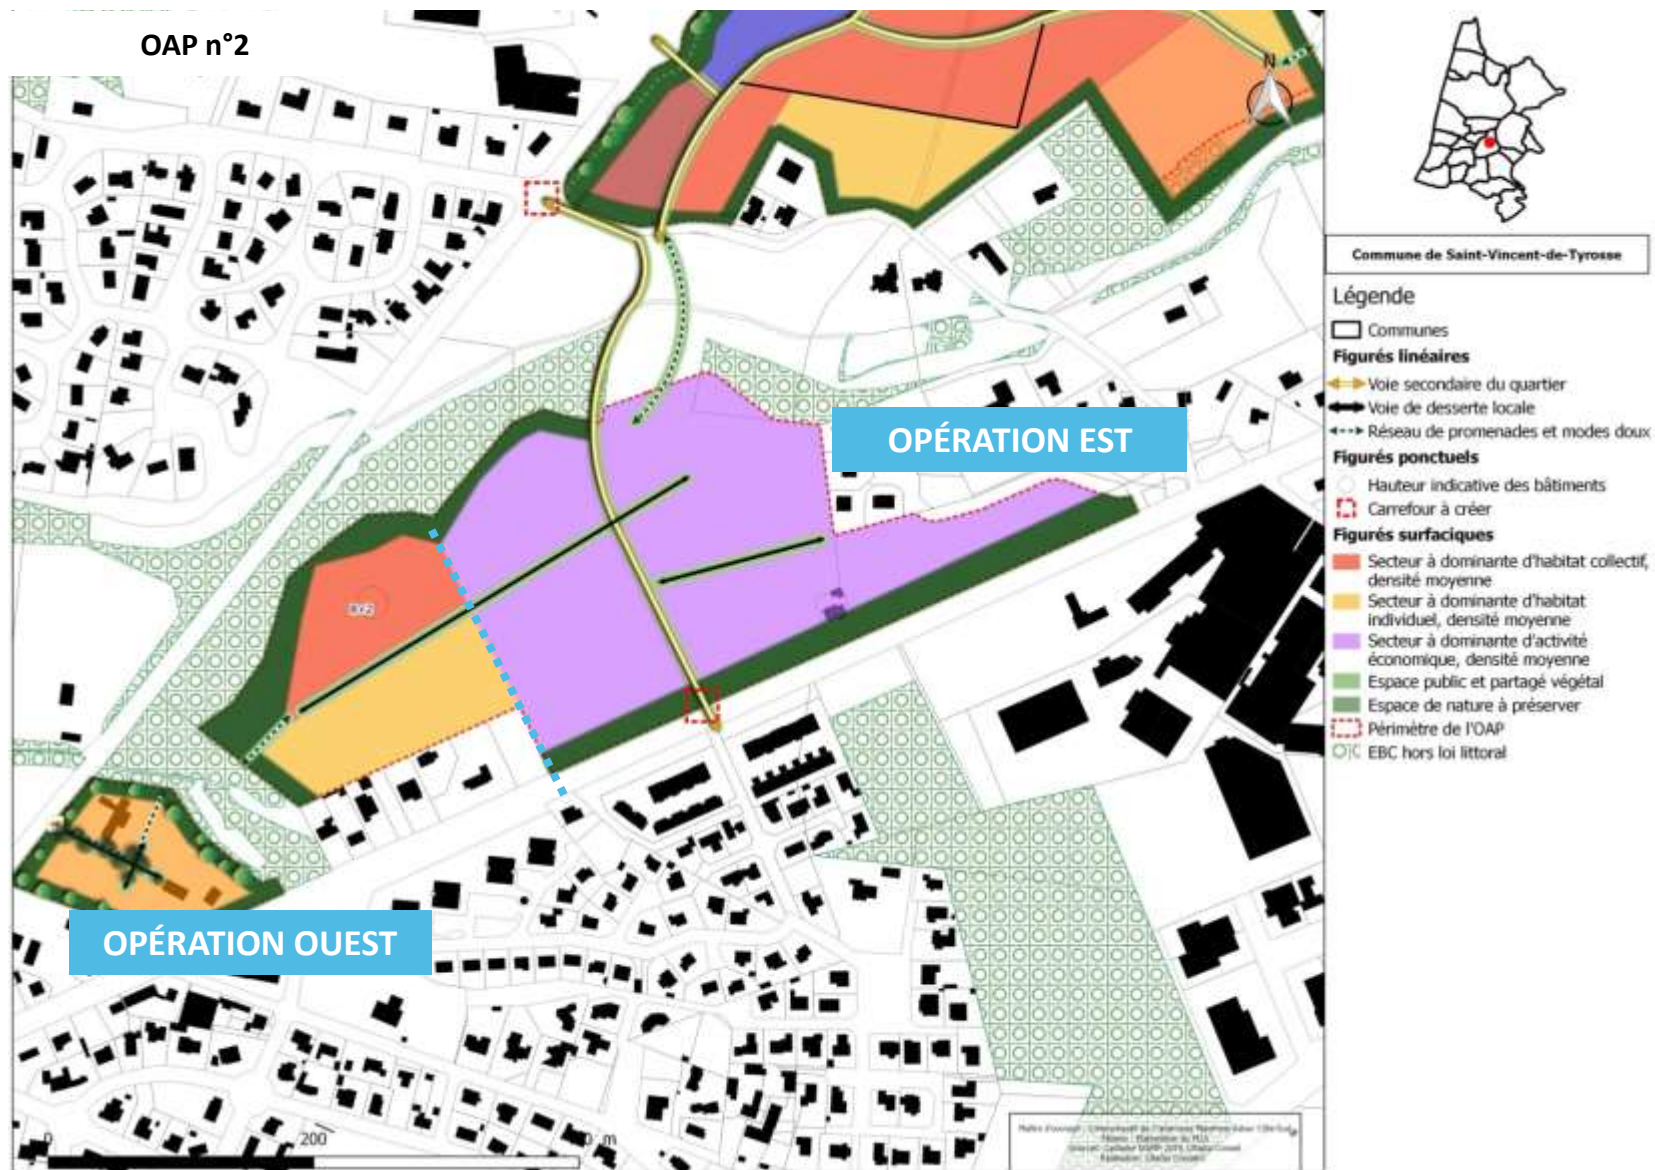 OAP n°2
N
Commune de Saint-Vincent-de-Tyrosse
Légende
Communes
Figurés linéaires
Voie secondaire du quartier
Voie de desserte locale
Réseau de promenades et modes doux
Figurés ponctuels
Hauteur indicative des bâtiments
Carrefour à créer
Figurés surfaciques
Secteur à dominante d'habitat collectif,
densité moyenne
Secteur à dominante d'habitat
individuel, densité moyenne
Secteur à dominante d'activité
économique, densité moyenne
Espace public et partagé végétal
Espace de nature à préserver
Périmètre de l'OAP
EBC hors loi littoral
OPÉRATION EST
R+2
OPÉRATION OUEST
0
200
0 m